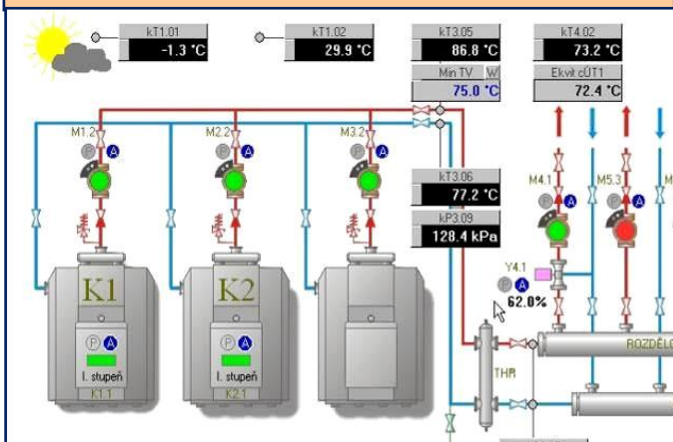 kT1.01
-1.3 °C
kT1.02
29.9 °C
kT3.05
86.8 °C
Min TV W
75.0 °C
kT4.02
73.2 °C
Ekvit cÚT1
72.4 °C
M1.2
P A
M2.2
P A
M3.2
P A
kT3.06
77.2 °C
kP3.09
128.4 kPa
M4.1
P A
M5.3
P A
M
Y4.1
P A
62.0%
K1
P A
I. stupeň
K1.1
K2
P A
I. stupeň
K2.1
THR
ROZDĚLO